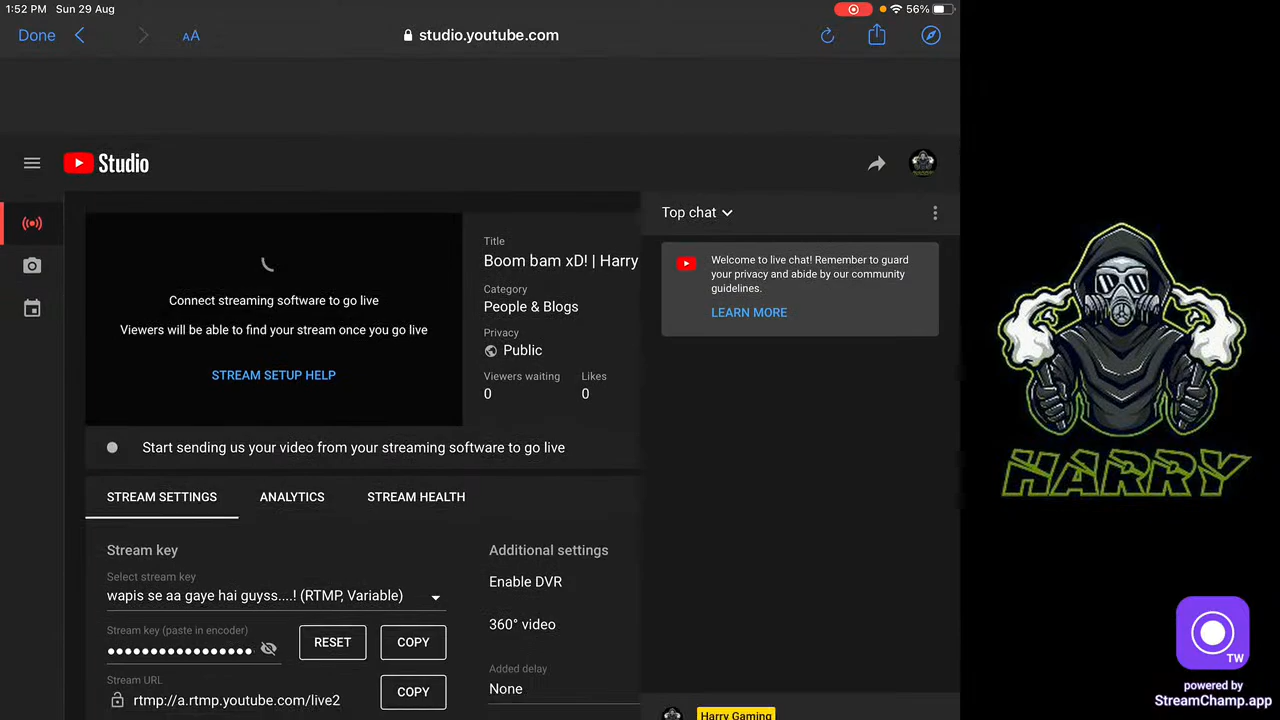 1:52 PM Sun 29 Aug
56%
Done
AA
studio.youtube.com
Studio
Connect streaming software to go live
Viewers will be able to find your stream once you go live
STREAM SETUP HELP
Title
Boom bam xD! | Harry
Category
People & Blogs
Privacy
Public
Viewers waiting
Likes
0
0
Top chat
Welcome to live chat! Remember to guard
your privacy and abide by our community
guidelines.
LEARN MORE
Start sending us your video from your streaming software to go live
STREAM SETTINGS
ANALYTICS
STREAM HEALTH
Stream key
Select stream key
wapis se aa gaye hai guyss....! (RTMP, Variable)
Stream key (paste in encoder)
••••••••••••••••
RESET
COPY
Stream URL
rtmp://a.rtmp.youtube.com/live2
COPY
Additional settings
Enable DVR
360° video
Added delay
None
Harry Gaming
HARRY
TW
powered by
StreamChamp.app